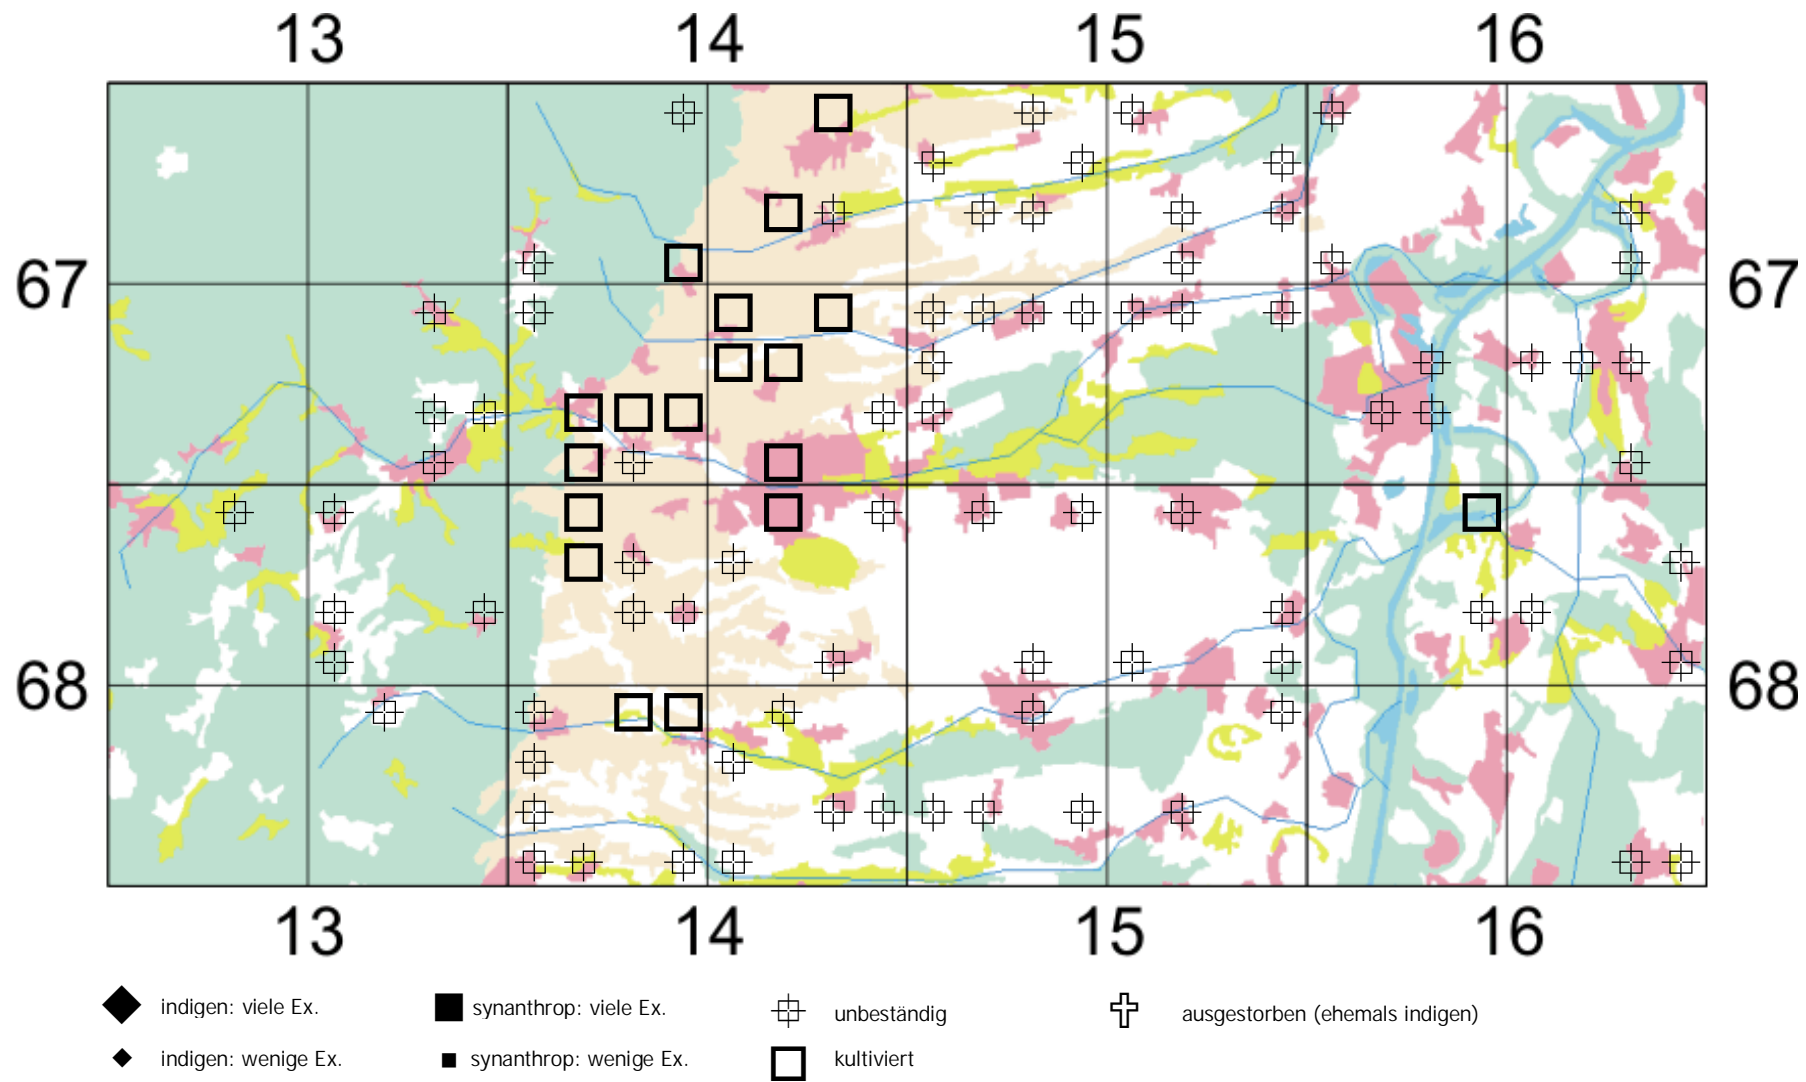 13 14 15 16
67 67
68 68
13 14 15 16
indigen: viele Ex. synanthrop: viele Ex. unbeständig ausgestorben (ehemals indigen)
indigen: wenige Ex. synanthrop: wenige Ex. kultiviert